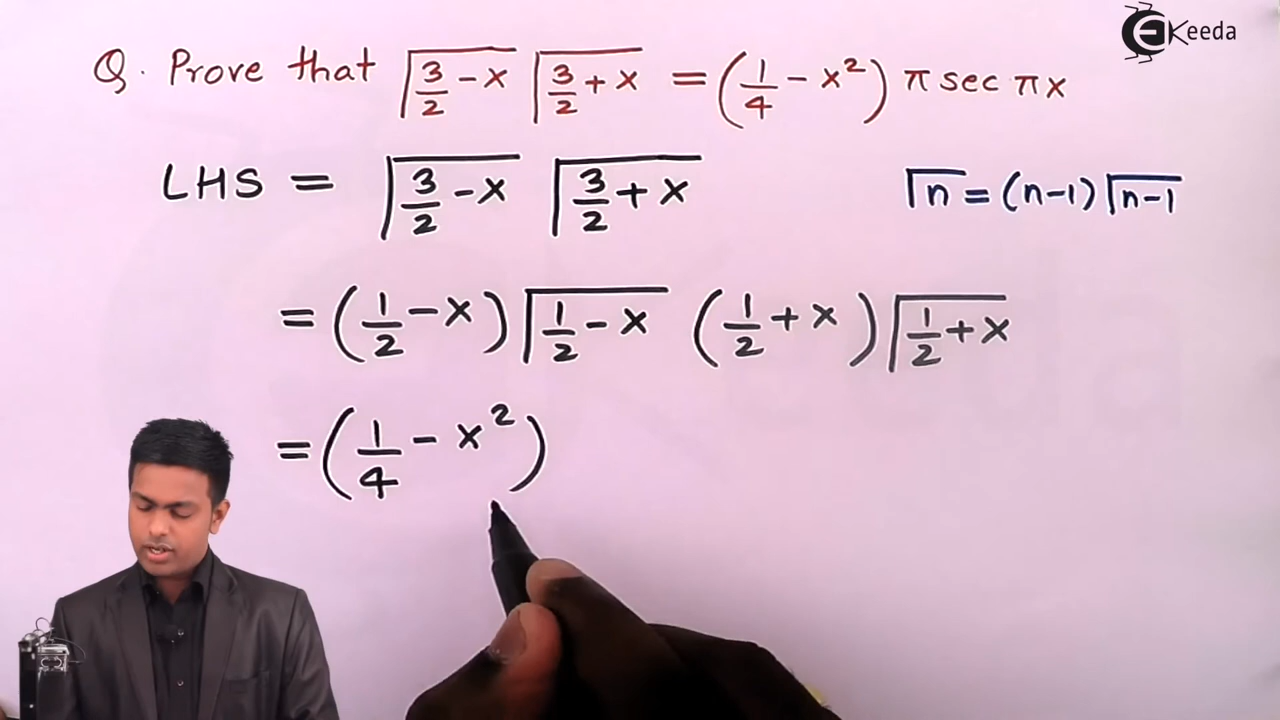 EKeeda
Q. Prove that Γ(3/2 - x) Γ(3/2 + x) = (1/4 - x²) π sec πx
LHS = Γ(3/2 - x) Γ(3/2 + x)
Γn = (n-1) Γ(n-1)
= (1/2 - x) Γ(1/2 - x) (1/2 + x) Γ(1/2 + x)
= (1/4 - x²)